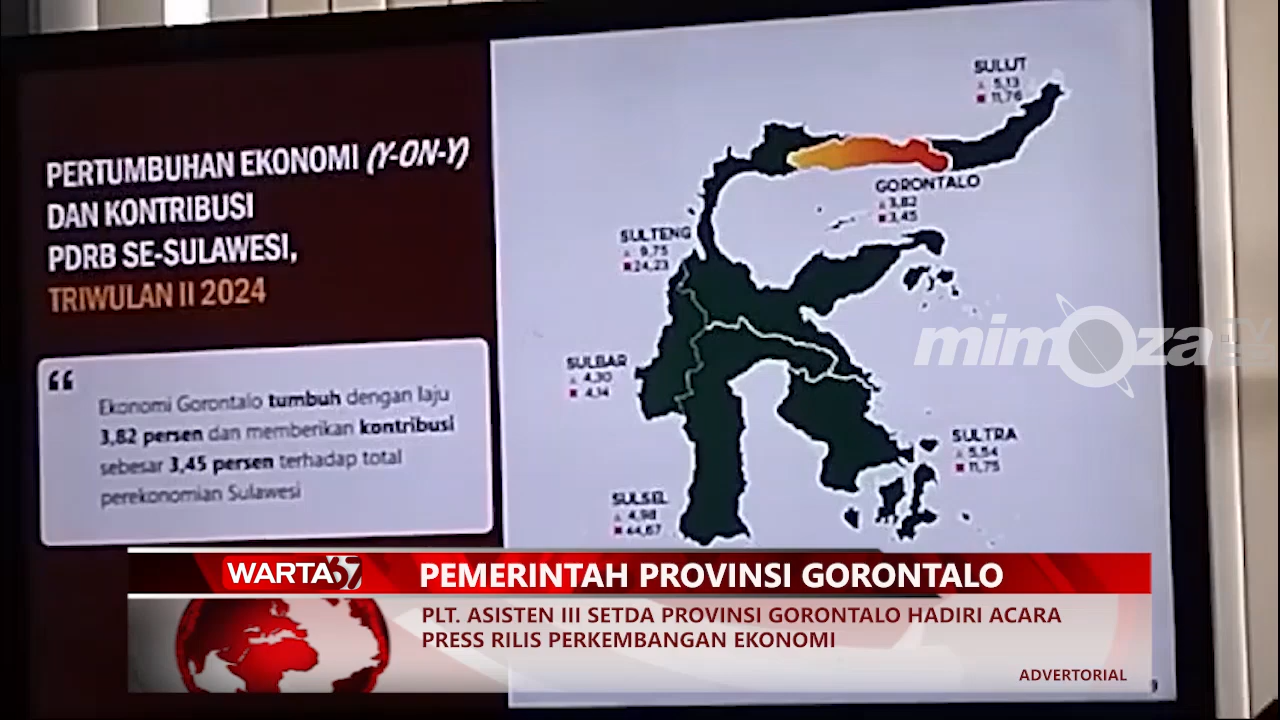 PERTUMBUHAN EKONOMI (Y-ON-Y)
DAN KONTRIBUSI
PDRB SE-SULAWESI,
TRIWULAN II 2024
Ekonomi Gorontalo tumbuh dengan laju
3,82 persen dan memberikan kontribusi
sebesar 3,45 persen terhadap total
perekonomian Sulawesi
SULUT
5,13
11,76
GORONTALO
3,82
3,45
SULTENG
9,75
24,23
SULBAR
4,30
4,14
SULTRA
5,54
11,75
SULSEL
4,98
44,67
mimoza TV
WARTA 37
PEMERINTAH PROVINSI GORONTALO
PLT. ASISTEN III SETDA PROVINSI GORONTALO HADIRI ACARA
PRESS RILIS PERKEMBANGAN EKONOMI
ADVERTORIAL
9